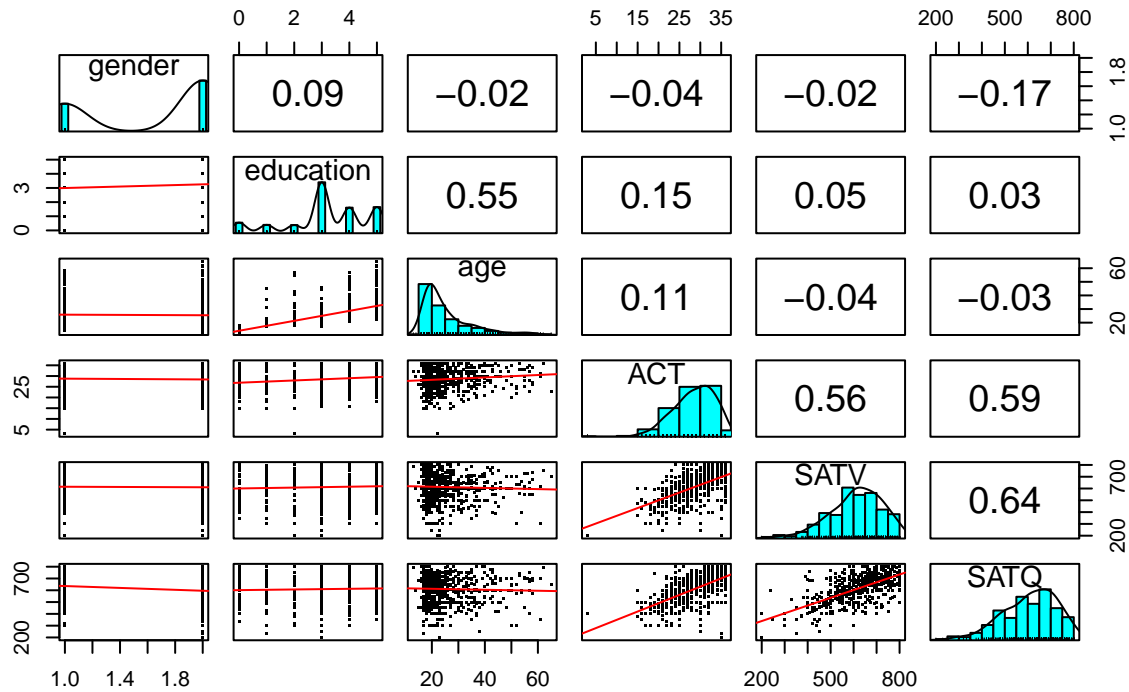 0 2 4 5 15 25 35 200 500 800
gender 0.09 −0.02 −0.04 −0.02 −0.17 1.0 1.8
0 3 education 0.55 0.15 0.05 0.03
age 0.11 −0.04 −0.03 20 60
5 25 ACT 0.56 0.59
SATV 0.64 200 700
200 700 SATQ
1.0 1.4 1.8 20 40 60 200 500 800